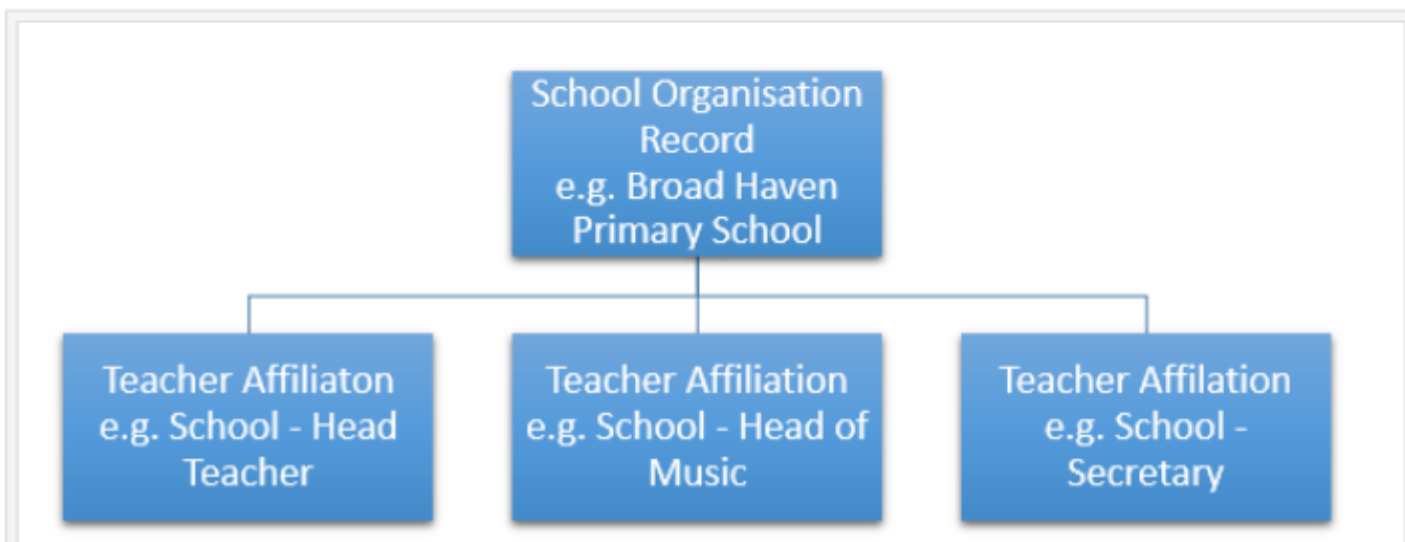 School Organisation
Record
e.g. Broad Haven
Primary School
Teacher Affiliaton
e.g. School - Head
Teacher
Teacher Affiliation
e.g. School - Head of
Music
Teacher Affilation
e.g. School -
Secretary